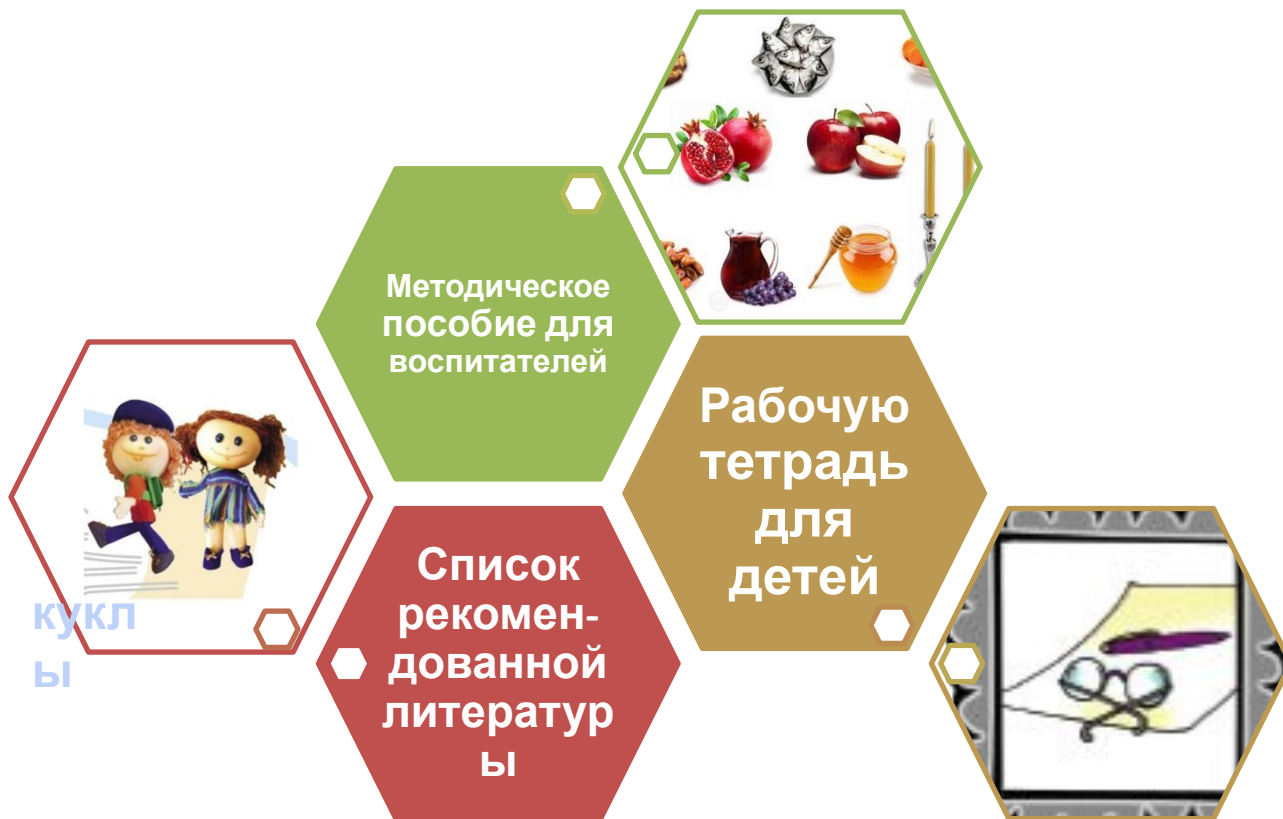 Методическое
пособие для
воспитателей
Рабочую
тетрадь
для
детей
Список
рекомен-
дованной
литератур
ы
кукл
ы